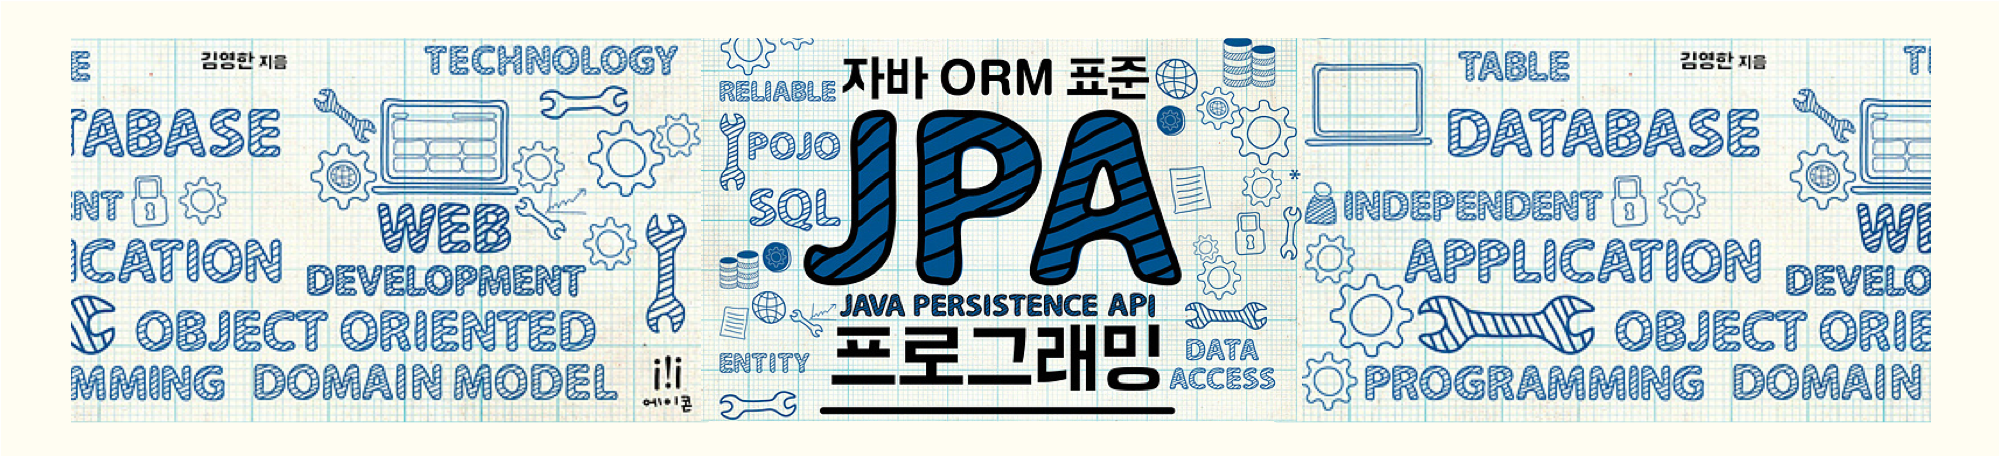 E
김영한 지음
TECHNOLOGY
TABASE
WEB
NT
ICATION
DEVELOPMENT
OBJECT ORIENTED
MMING DOMAIN MODEL
에이콘
자바 ORM 표준
RELIABLE
JPA
POJO
SQL
JAVA PERSISTENCE API
프로그래밍
ENTITY
DATA
ACCESS
TABLE
김영한 지음
TE
DATABASE
INDEPENDENT
WE
APPLICATION
DEVELO
OBJECT ORIE
PROGRAMMING DOMAIN